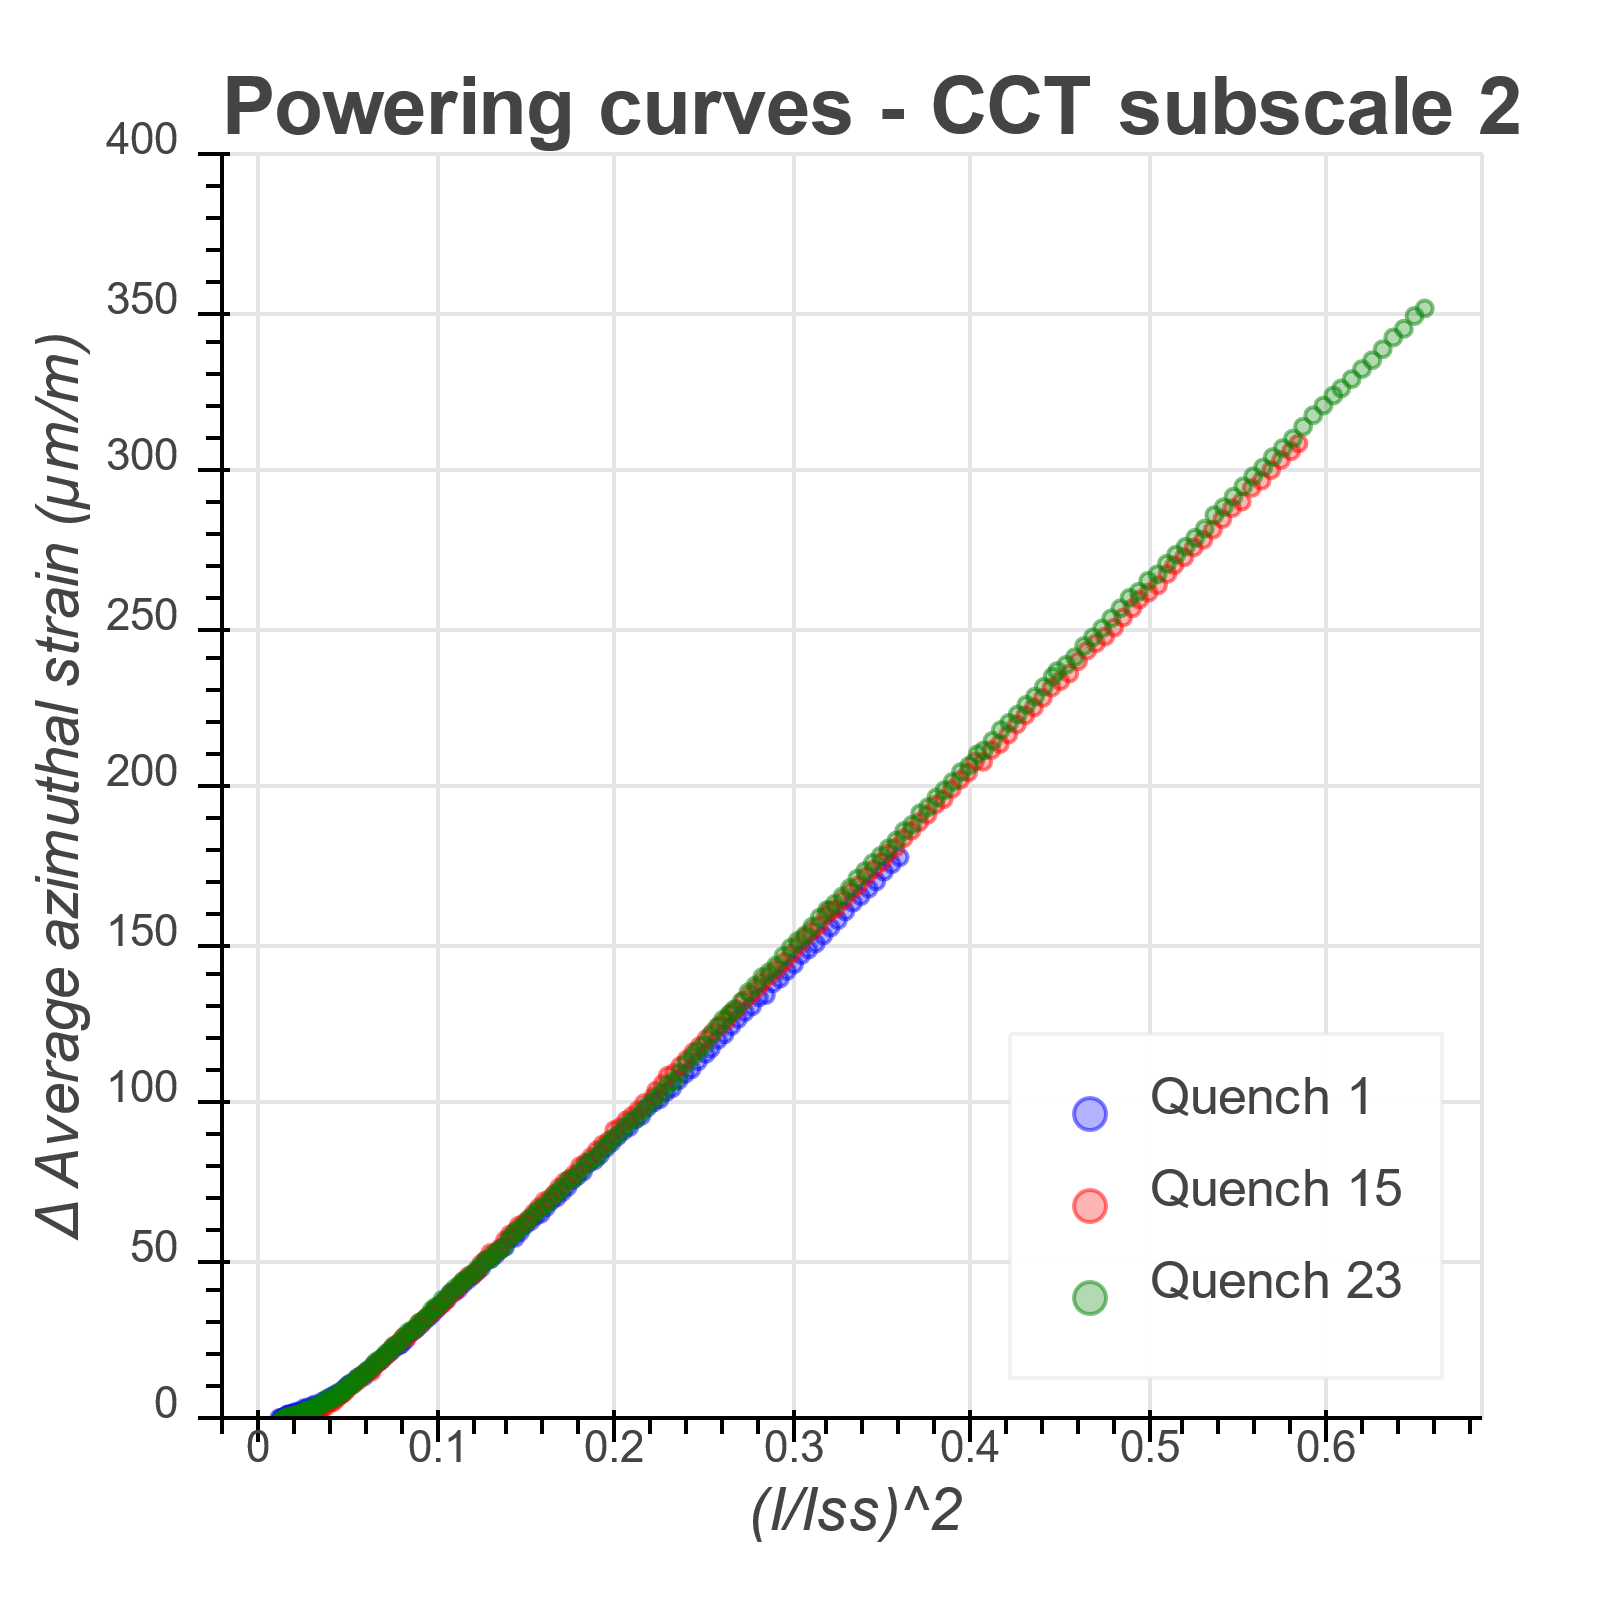 Powering curves - CCT subscale 2
400
350
300
250
200
150
100
50
0
Δ Average azimuthal strain (µm/m)
0
0.1
0.2
0.3
0.4
0.5
0.6
(I/Iss)^2
Quench 1
Quench 15
Quench 23